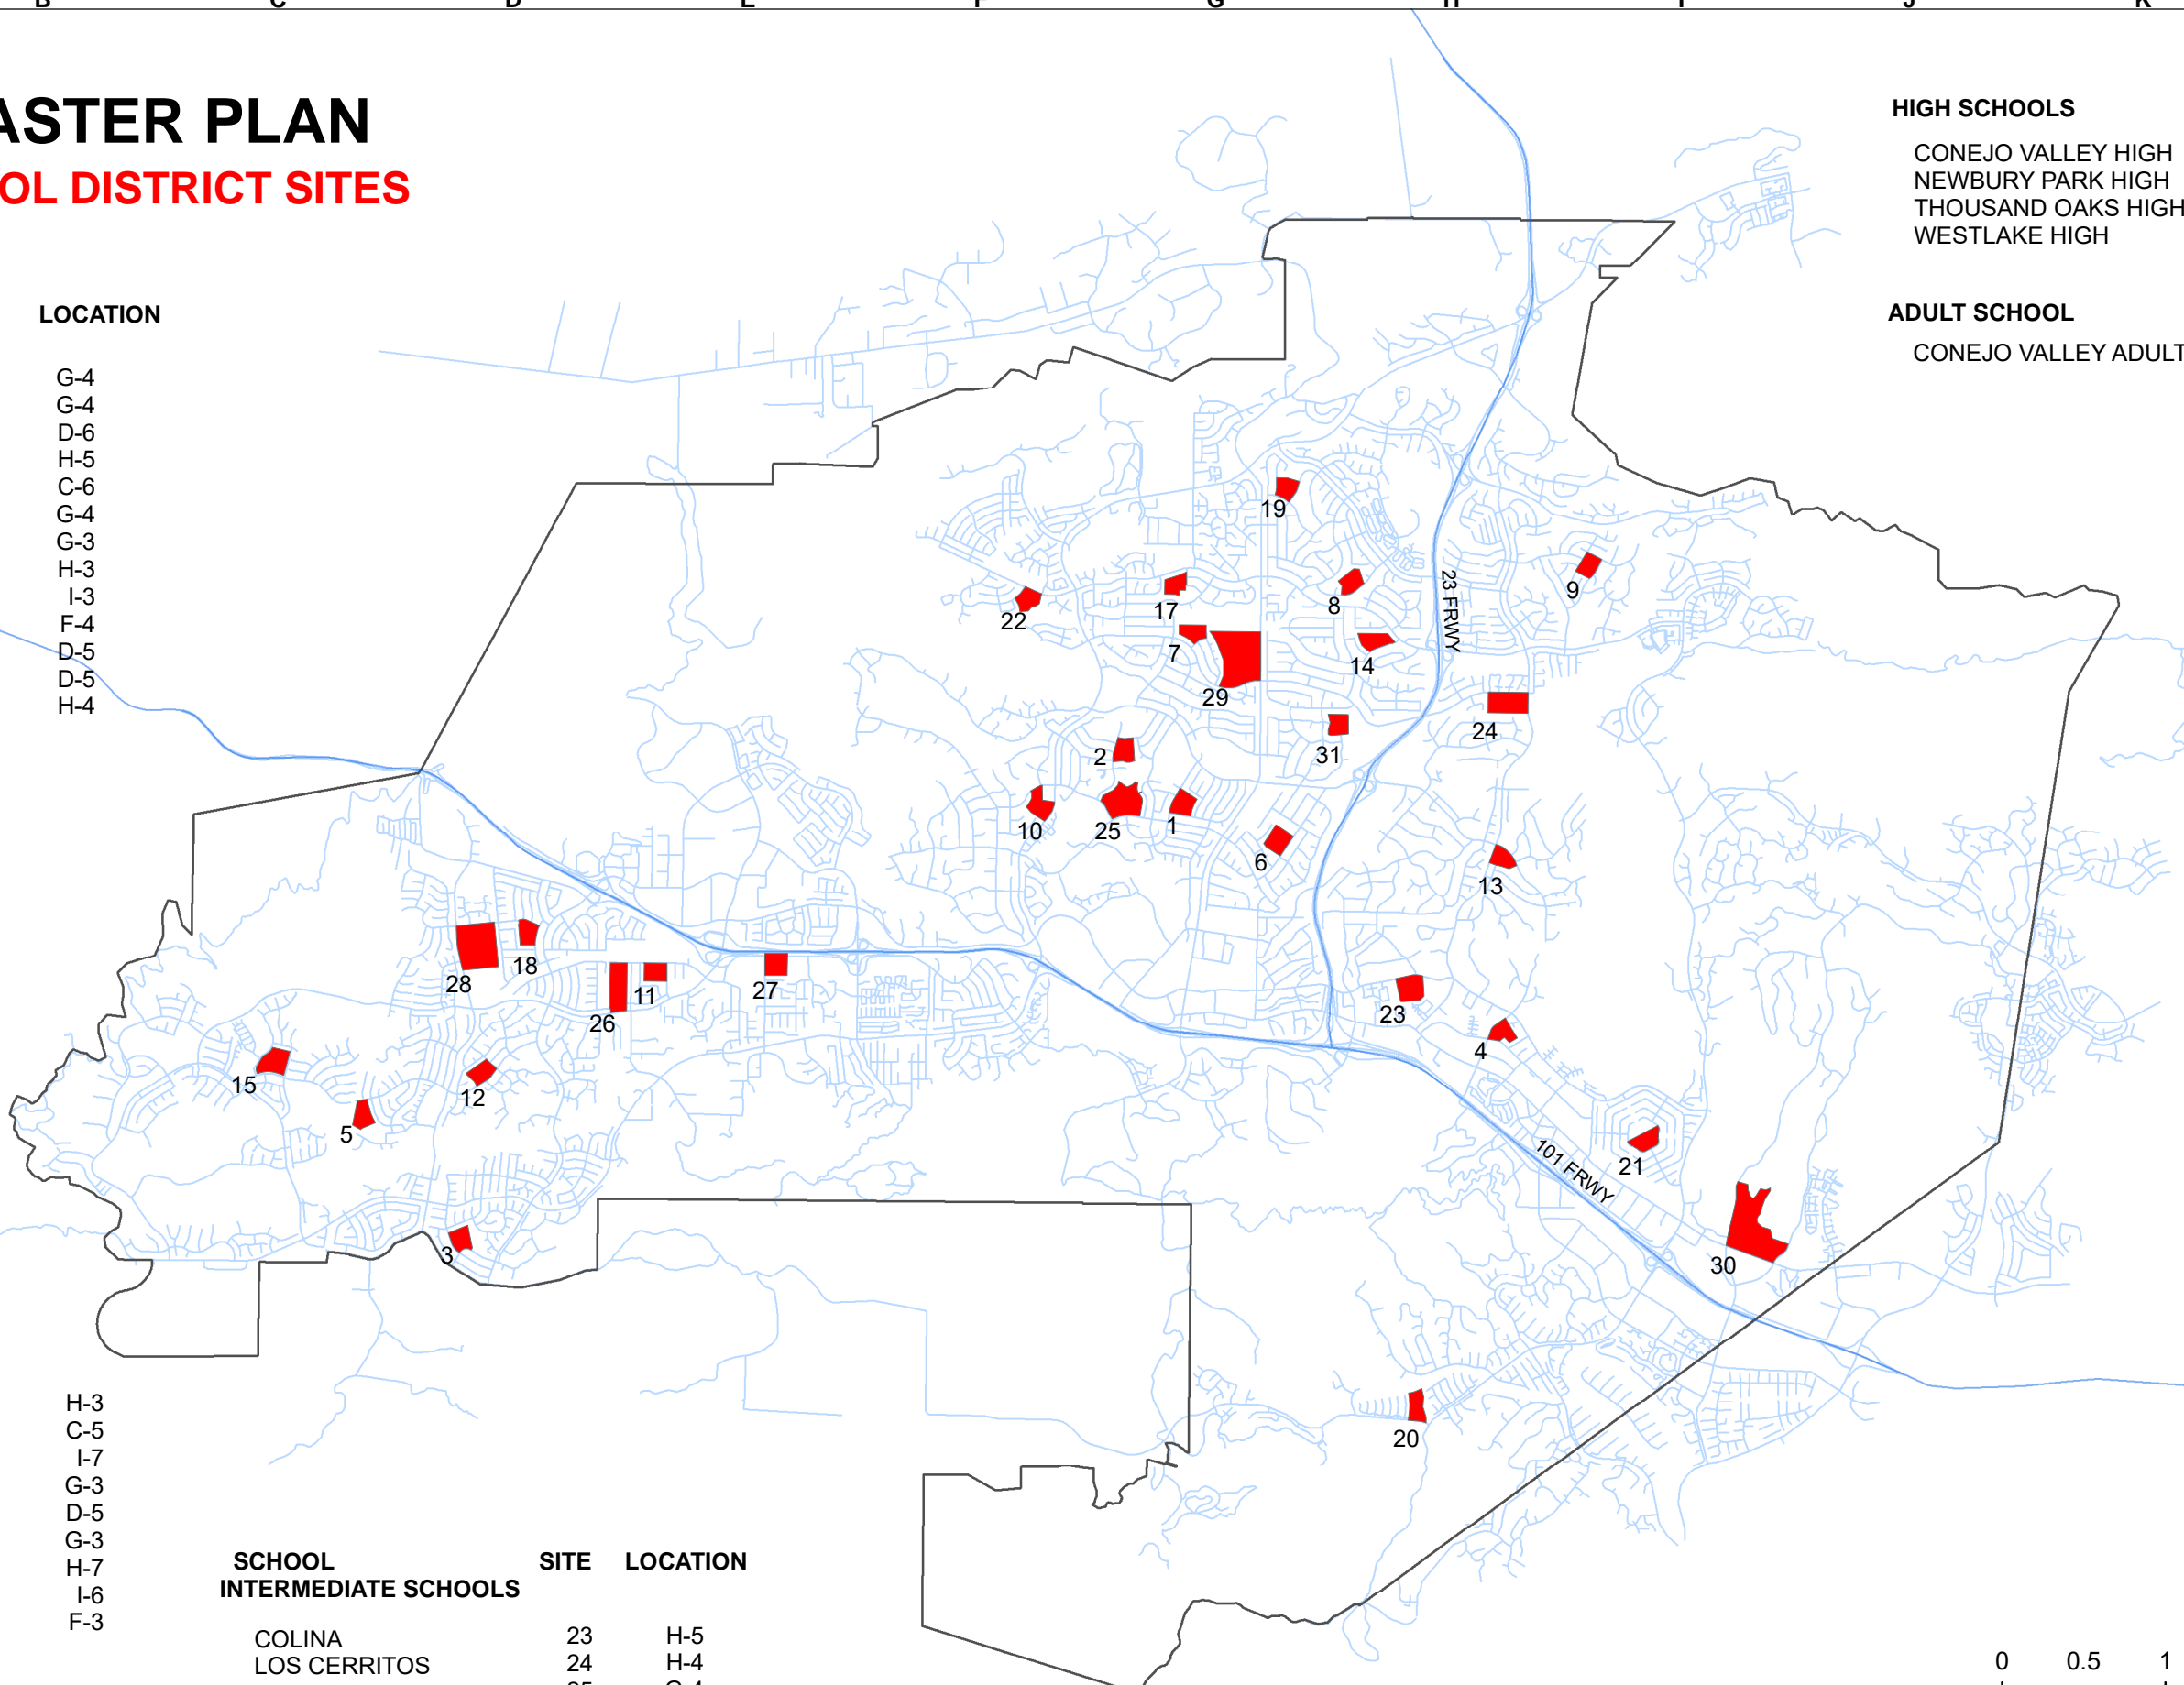 B C D E F G H I J K
ASTER PLAN
OL DISTRICT SITES
HIGH SCHOOLS
CONEJO VALLEY HIGH
NEWBURY PARK HIGH
THOUSAND OAKS HIGH
WESTLAKE HIGH
ADULT SCHOOL
CONEJO VALLEY ADULT
LOCATION
G-4
G-4
D-6
H-5
C-6
G-4
G-3
H-3
I-3
F-4
D-5
D-5
H-4
19
9
22
17
8
23 FRWY
7
14
29
24
2
31
10
25
1
6
13
18
28
11
27
26
23
4
15
12
5
21
101 FRWY
3
30
20
H-3
C-5
I-7
G-3
D-5
G-3
H-7
I-6
F-3
SCHOOL SITE LOCATION
INTERMEDIATE SCHOOLS
COLINA 23 H-5
LOS CERRITOS 24 H-4
0 0.5 1